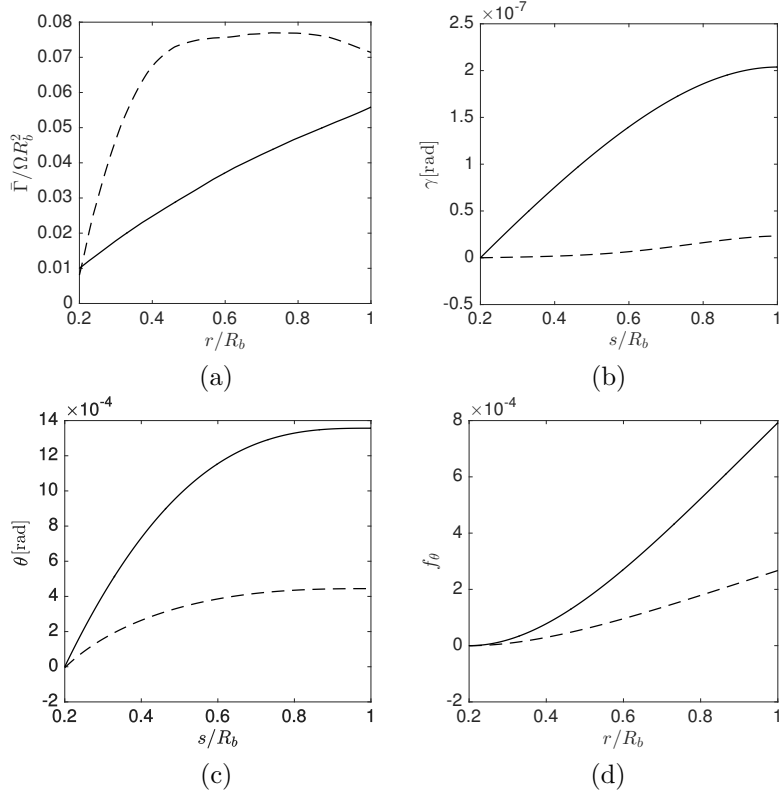 0.08
0.07
0.06
0.05
0.04
0.03
0.02
0.01
0
Γ̄/ΩR_b^2
0.2 0.4 0.6 0.8 1
r/R_b
(a)
×10^-7
2.5
2
1.5
1
0.5
0
-0.5
γ[rad]
0.2 0.4 0.6 0.8 1
s/R_b
(b)
×10^-4
14
12
10
8
6
4
2
0
-2
θ[rad]
0.2 0.4 0.6 0.8 1
s/R_b
(c)
×10^-4
8
6
4
2
0
-2
f_θ
0.2 0.4 0.6 0.8 1
r/R_b
(d)